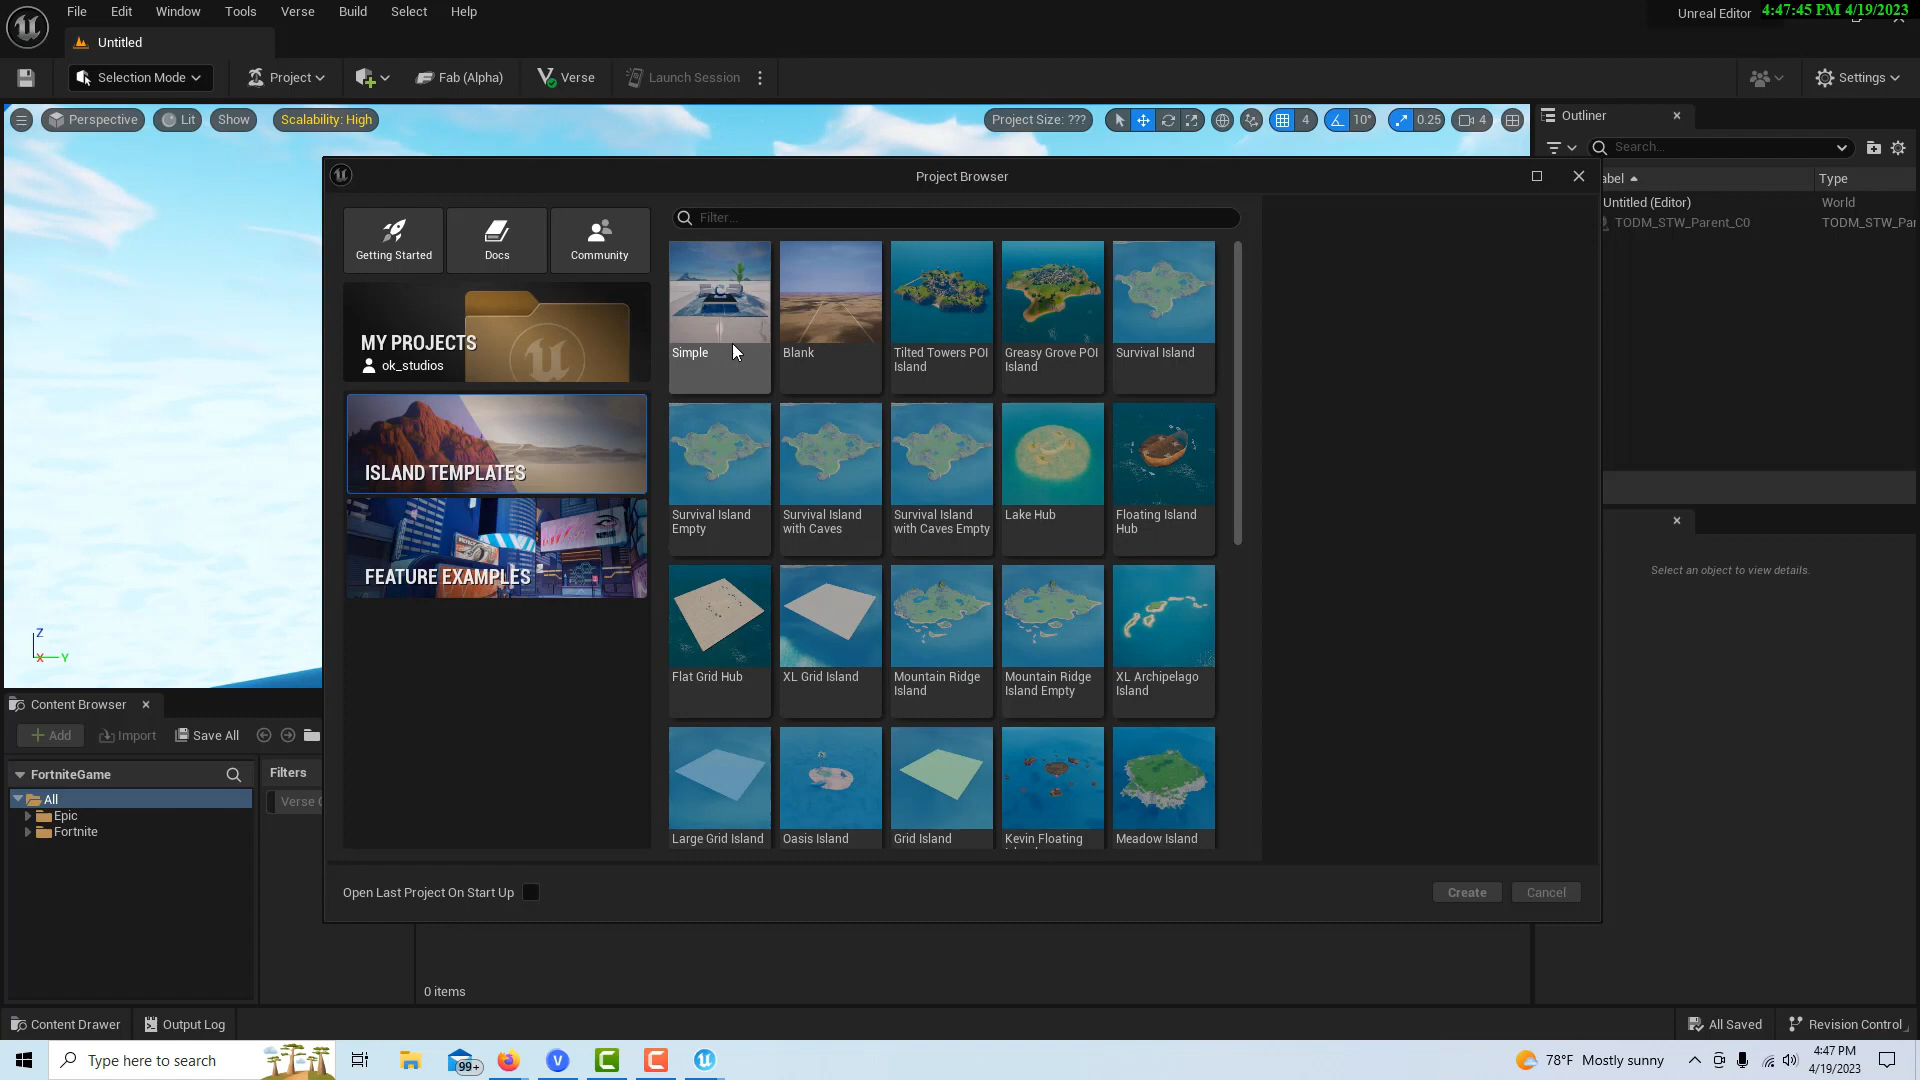 File Edit Window Tools Verse Build Select Help
Unreal Editor 4:47:45 PM 4/19/2023
Untitled
Selection Mode Project Fab (Alpha) Verse Launch Session Settings
Perspective Lit Show Scalability: High Project Size: ??? 4 10° 0.25 4
Outliner
Search...
Type
Untitled (Editor) World
TODM_STW_Parent_C0 TODM_STW_Par
Select an object to view details.
Project Browser
Getting Started Docs Community
MY PROJECTS
ok_studios
ISLAND TEMPLATES
FEATURE EXAMPLES
Filter...
Simple
Blank
Tilted Towers POI
Island
Greasy Grove POI
Island
Survival Island
Survival Island
Empty
Survival Island
with Caves
Survival Island
with Caves Empty
Lake Hub
Floating Island
Hub
Flat Grid Hub
XL Grid Island
Mountain Ridge
Island
Mountain Ridge
Island Empty
XL Archipelago
Island
Large Grid Island
Oasis Island
Grid Island
Kevin Floating
Meadow Island
Open Last Project On Start Up
Create Cancel
Z
X Y
Content Browser
Add Import Save All
FortniteGame
All
Epic
Fortnite
Filters
0 items
Content Drawer Output Log All Saved Revision Control
Type here to search 99+ 78°F Mostly sunny
4:47 PM
4/19/2023